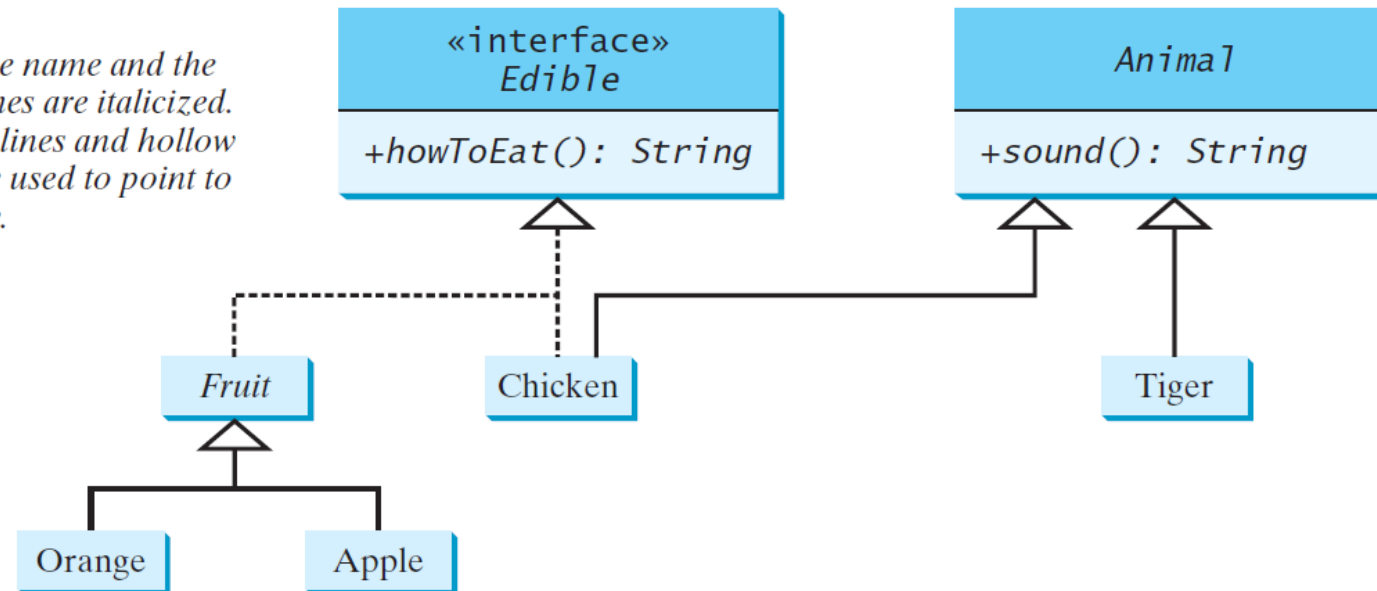 e name and the
nes are italicized.
lines and hollow
used to point to
«interface»
Edible
+howToEat(): String
Animal
+sound(): String
Fruit
Chicken
Tiger
Orange
Apple